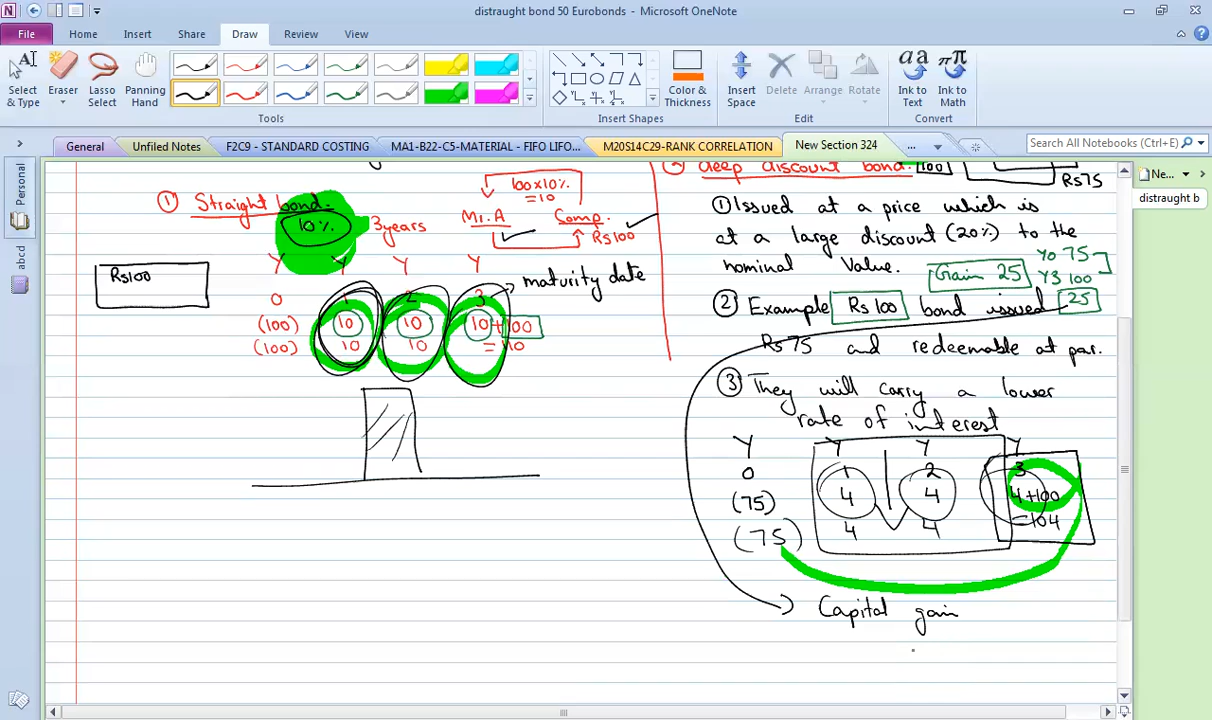 distraught bond 50 Eurobonds - Microsoft OneNote
File Home Insert Share Draw Review View
Select & Type
Eraser
Lasso Select
Panning Hand
Color & Thickness
Insert Space
Delete
Arrange
Rotate
Ink to Text
Ink to Math
Tools
Insert Shapes
Edit
Convert
General
Unfiled Notes
F2C9 - STANDARD COSTING
MA1-B22-C5-MATERIAL - FIFO LIFO...
M20S14C29-RANK CORRELATION
New Section 324
...
Search All Notebooks (Ctrl+E)
Personal
abcd
Ne...
distraught b
① Straight bond.
10%
3 years
100×10%
=10
Mr.A
Comp.
Rs100
Rs100
Y Y Y Y
0 1 2 3
maturity date
(100) 10 10 10+100
(100) 10 10 = 110
deep discount bond.
100
Rs75
① Issued at a price which is
at a large discount (20%) to the
nominal Value.
Gain 25
Y0 75
Y3 100
25
② Example Rs100 bond issued
Rs 75 and redeemable at par.
③ They will carry a lower
rate of interest
Y Y Y Y
0 1 2 3
(75) 4 4 4+100
(75) 4 4 =104
Capital gain